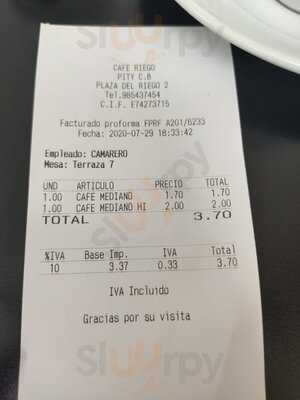 Sluurpy
CAFE RIEGO
PITY C.B
PLAZA DEL RIEGO 2
Tel.985437454
C.I.F. E74273715
Facturado proforma FPRF A201/6233
Fecha: 2020-07-29 18:33:42
Empleado: CAMARERO
Mesa: Terraza 7
UND ARTICULO PRECIO TOTAL
1.00 CAFE MEDIANO 1.70 1.70
1.00 CAFE MEDIANO HI 2.00 2.00
TOTAL 3.70
%IVA Base Imp. IVA Total
10 3.37 0.33 3.70
IVA Incluido
Gracias por su visita
Sluurpy